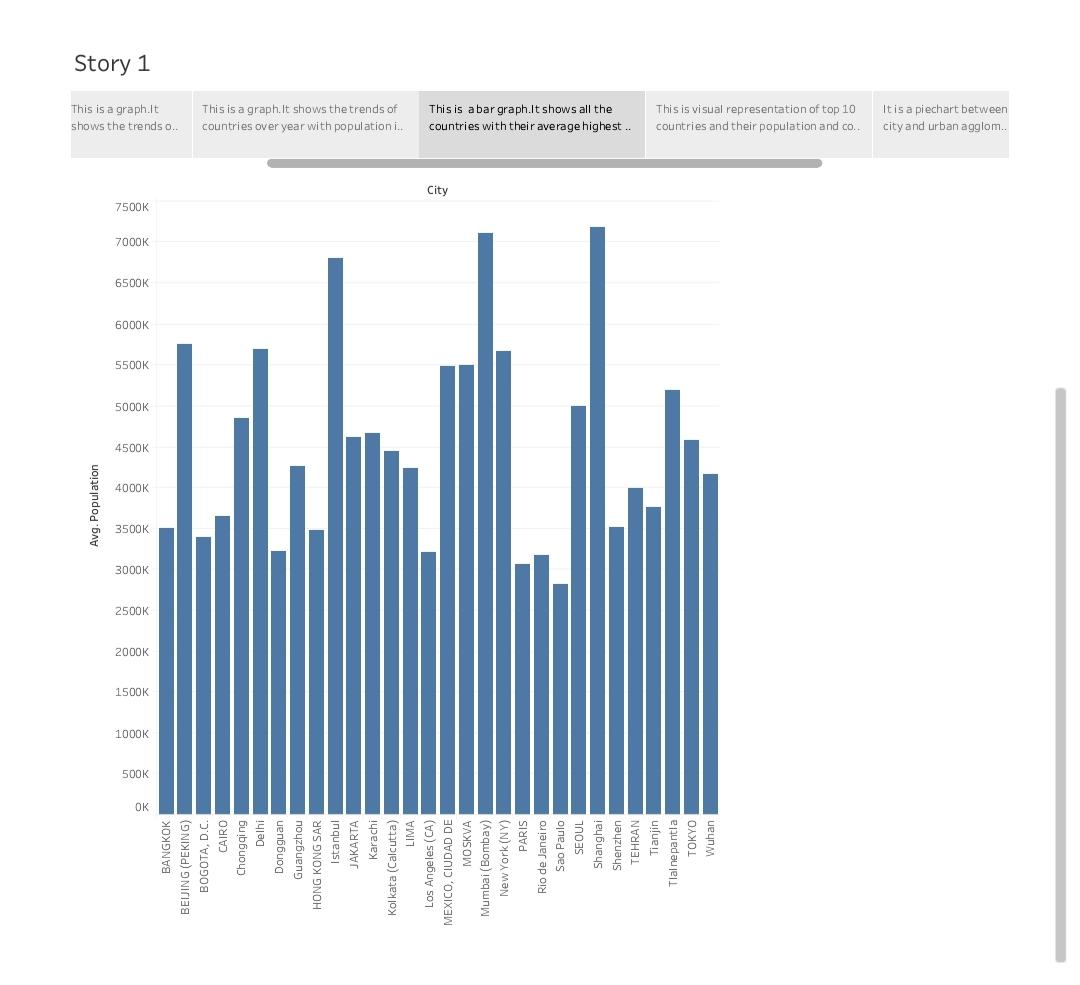 Story 1
This is a graph.It
shows the trends o..
This is a graph.It shows the trends of
countries over year with population i..
This is  a bar graph.It shows all the
countries with their average highest ..
This is visual representation of top 10
countries and their population and co..
It is a piechart between
city and urban agglom..
City
7500K
7000K
6500K
6000K
5500K
5000K
4500K
4000K
3500K
3000K
2500K
2000K
1500K
1000K
500K
0K
Avg. Population
BANGKOK
BEIJING (PEKING)
BOGOTA, D.C.
CAIRO
Chongqing
Delhi
Dongguan
Guangzhou
HONG KONG SAR
Istanbul
JAKARTA
Karachi
Kolkata (Calcutta)
LIMA
Los Angeles (CA)
MEXICO, CIUDAD DE
MOSKVA
Mumbai (Bombay)
New York (NY)
PARIS
Rio de Janeiro
Sao Paulo
SEOUL
Shanghai
Shenzhen
TEHRAN
Tianjin
Tlalnepantla
TOKYO
Wuhan